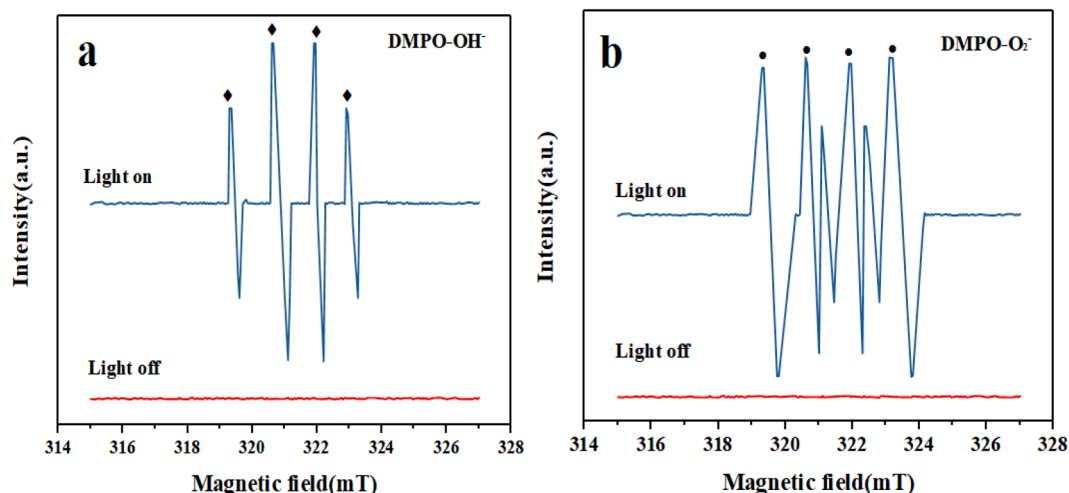 a
DMPO-OH⁻
Light on
Light off
Intensity(a.u.)
314 316 318 320 322 324 326 328
Magnetic field(mT)
b
DMPO-O₂⁻
Light on
Light off
Intensity(a.u.)
314 316 318 320 322 324 326 328
Magnetic field(mT)